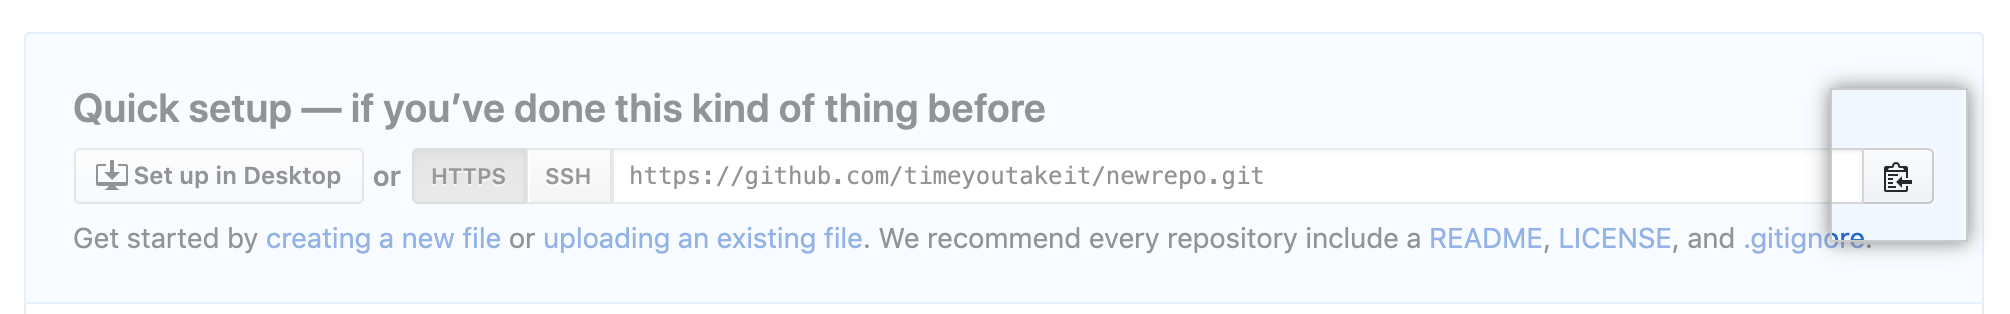 Quick setup — if you’ve done this kind of thing before
Set up in Desktop or HTTPS SSH https://github.com/timeyoutakeit/newrepo.git
Get started by creating a new file or uploading an existing file. We recommend every repository include a README, LICENSE, and .gitignore.